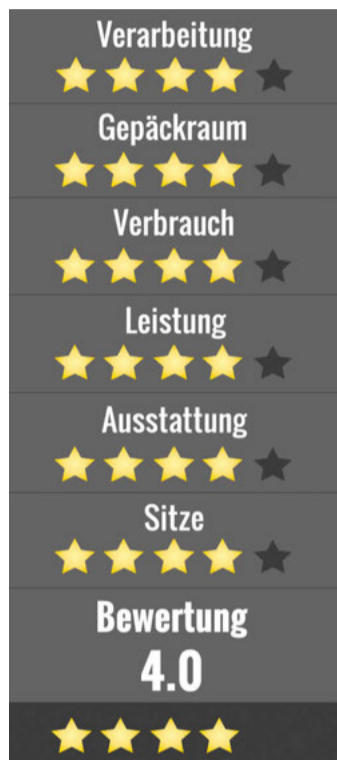 Verarbeitung
Gepäckraum
Verbrauch
Leistung
Ausstattung
Sitze
Bewertung
4.0